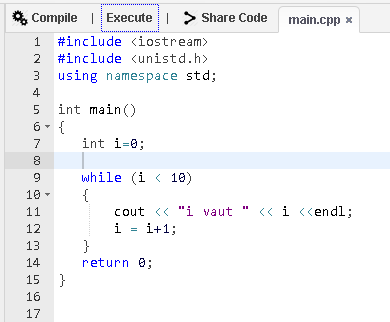 Compile | Execute | > Share Code main.cpp ×
1 #include <iostream>
2 #include <unistd.h>
3 using namespace std;
4
5 int main()
6 {
7 int i=0;
8
9 while (i < 10)
10 {
11 cout << "i vaut " << i <<endl;
12 i = i+1;
13 }
14 return 0;
15 }
16
17